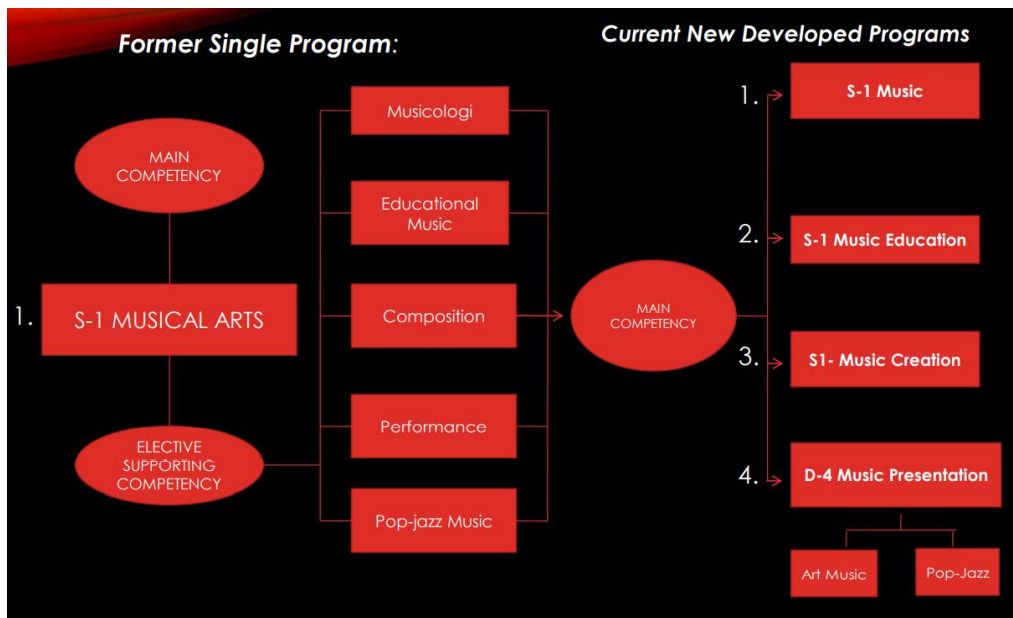 Former Single Program:
Current New Developed Programs
MAIN
COMPETENCY
1.
S-1 MUSICAL ARTS
ELECTIVE
SUPPORTING
COMPETENCY
Musicologi
Educational
Music
Composition
Performance
Pop-jazz Music
MAIN
COMPETENCY
1.
S-1 Music
2.
S-1 Music Education
3.
S1- Music Creation
4.
D-4 Music Presentation
Art Music
Pop-Jazz